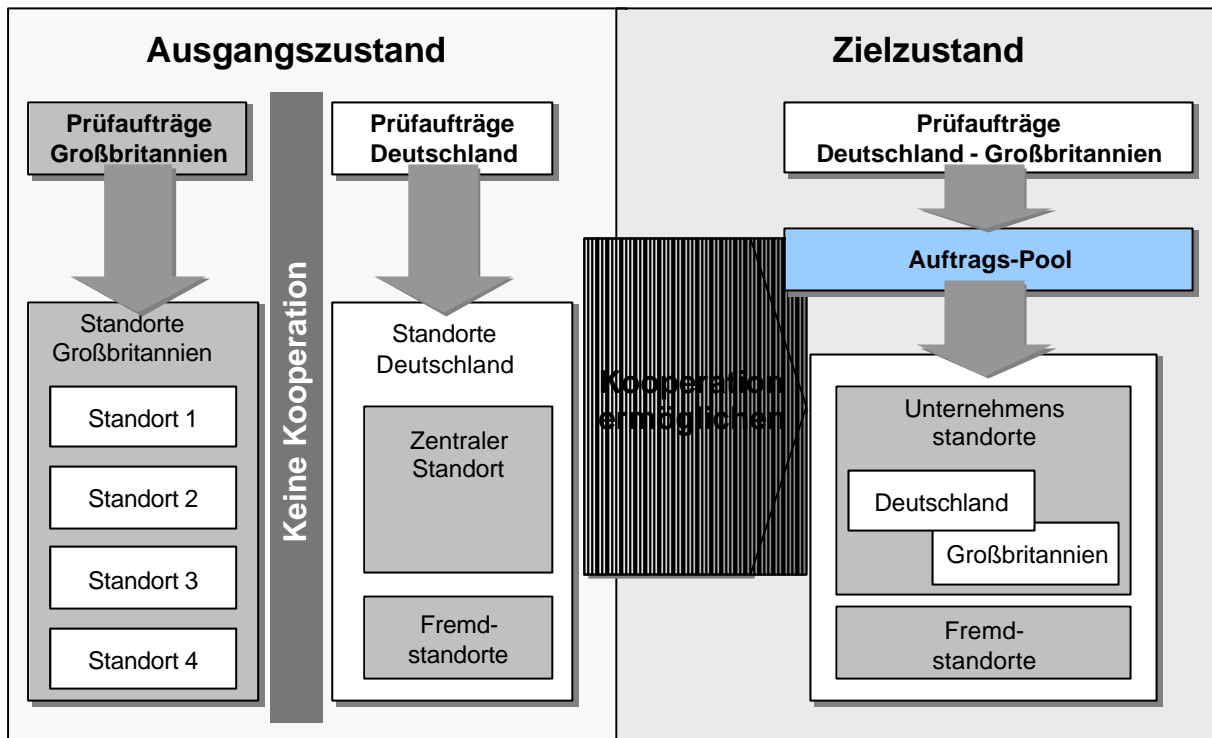 Ausgangszustand
Prüfaufträge
Großbritannien
Standorte
Großbritannien
Standort 1
Standort 2
Standort 3
Standort 4
Keine Kooperation
Prüfaufträge
Deutschland
Standorte
Deutschland
Zentraler
Standort
Fremd-
standorte
Kooperation
ermöglichen
Zielzustand
Prüfaufträge
Deutschland - Großbritannien
Auftrags-Pool
Unternehmens
standorte
Deutschland
Großbritannien
Fremd-
standorte